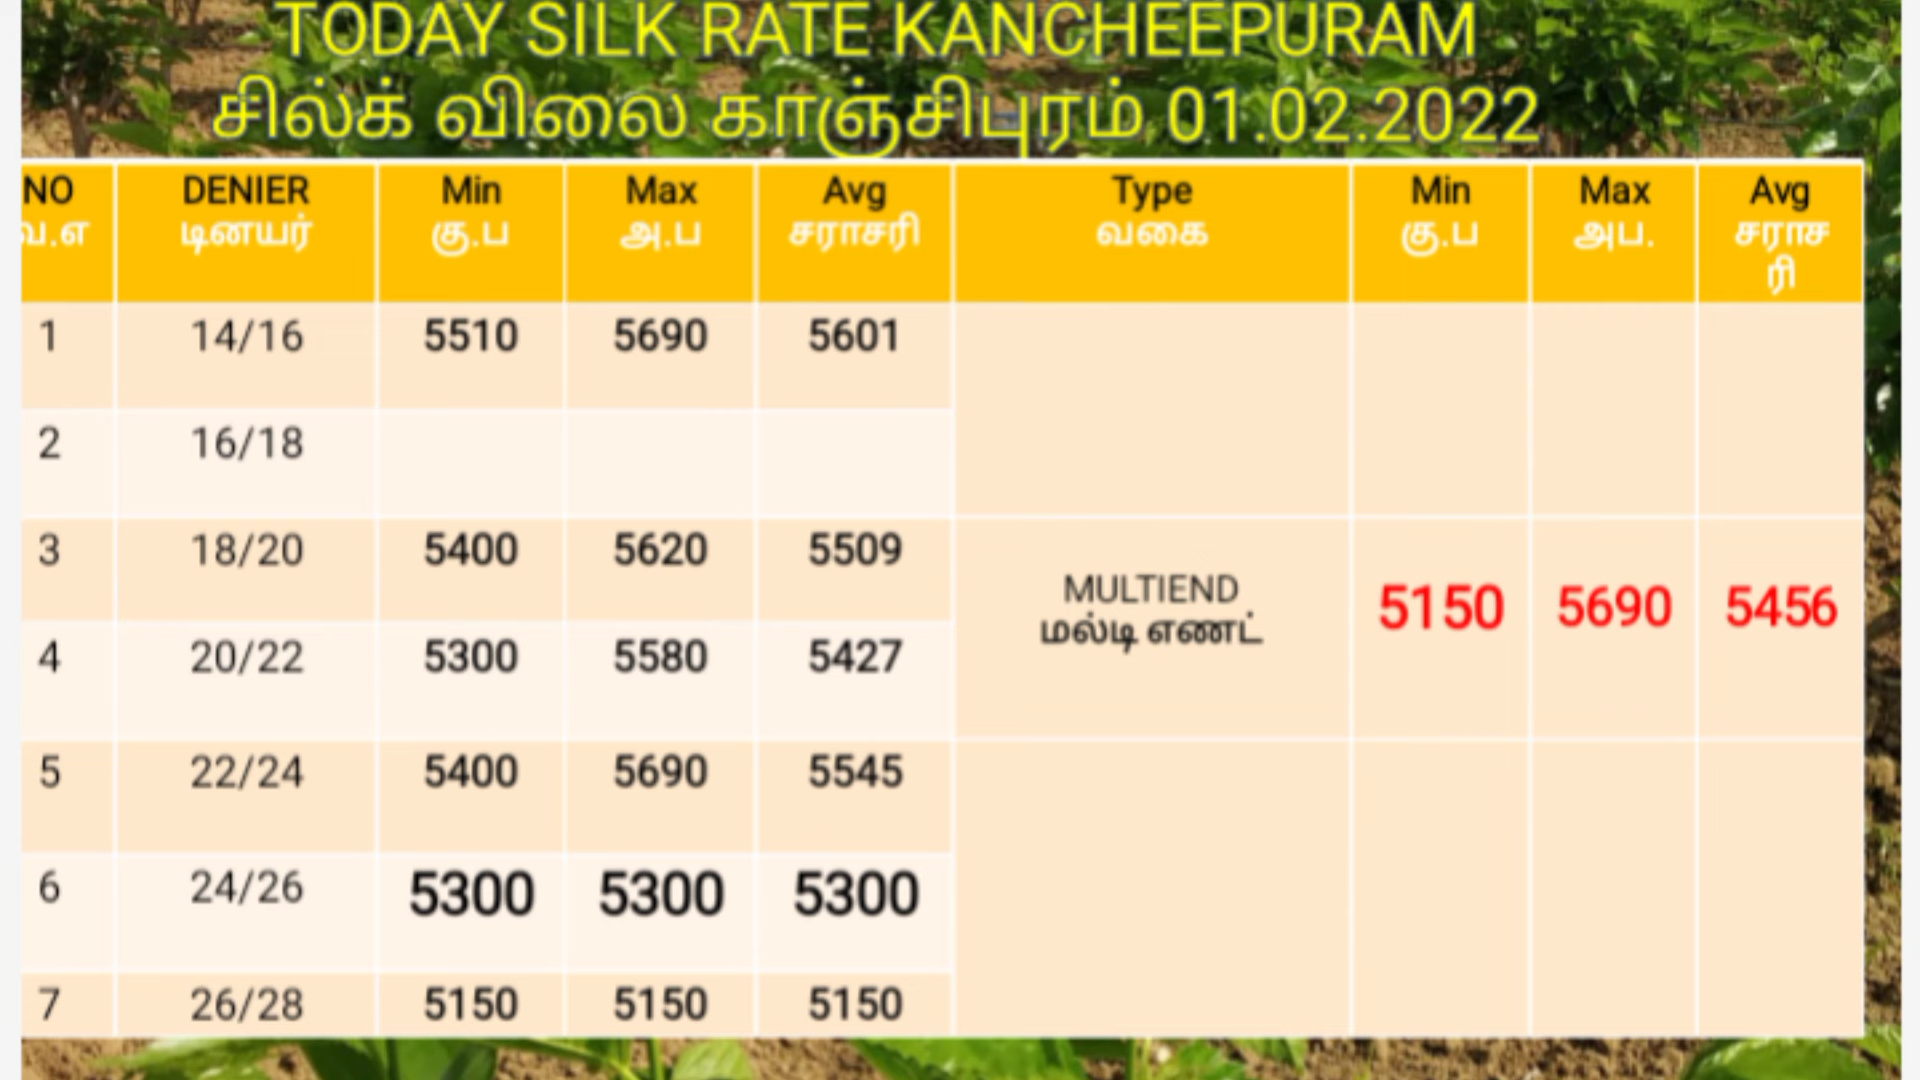 TODAY SILK RATE KANCHEEPURAM
சில்க் விலை காஞ்சிபுரம் 01.02.2022
NO DENIER Min Max Avg Type Min Max Avg
வ.எ டினயர் கு.ப அ.ப சராசரி வகை கு.ப அப. சராச
ரி
1 14/16 5510 5690 5601
2 16/18
3 18/20 5400 5620 5509
MULTIEND 5150 5690 5456
மல்டி எணட்
4 20/22 5300 5580 5427
5 22/24 5400 5690 5545
6 24/26 5300 5300 5300
7 26/28 5150 5150 5150